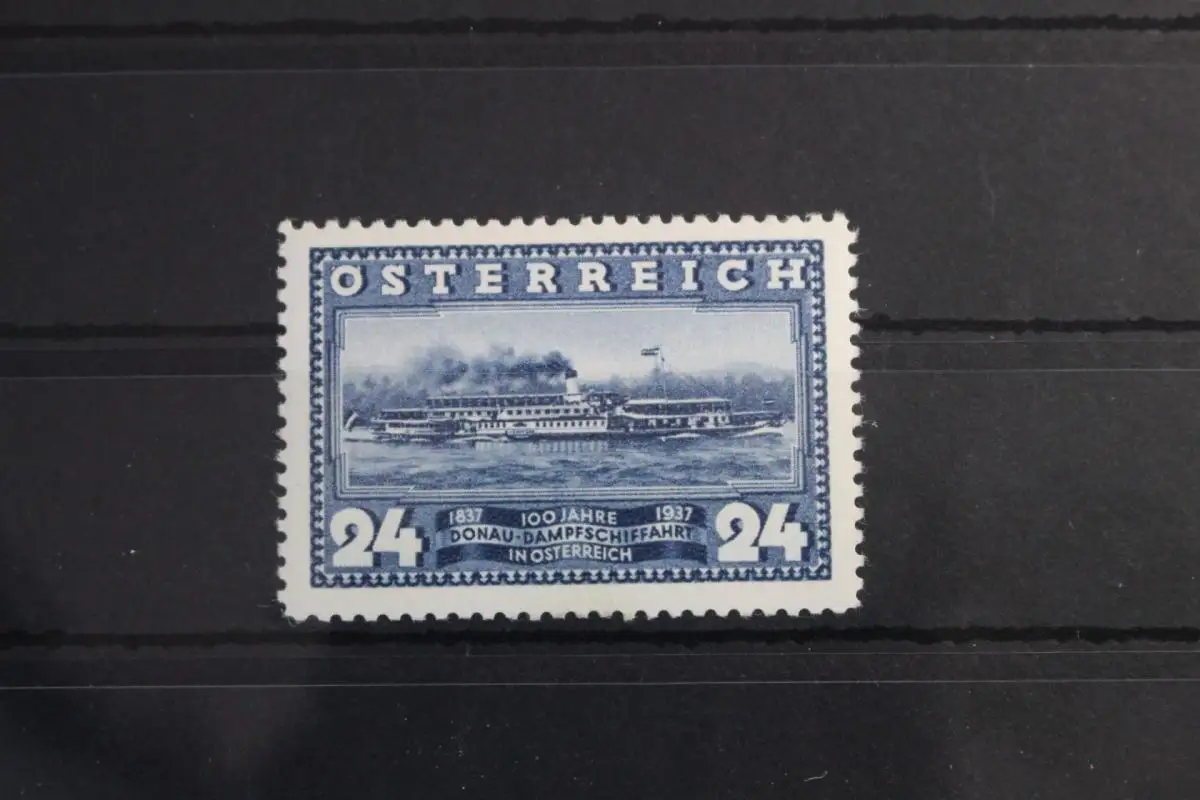 ÖSTERREICH
24 24
1837 100 JAHRE 1937
DONAU-DAMPFSCHIFFAHRT
IN ÖSTERREICH